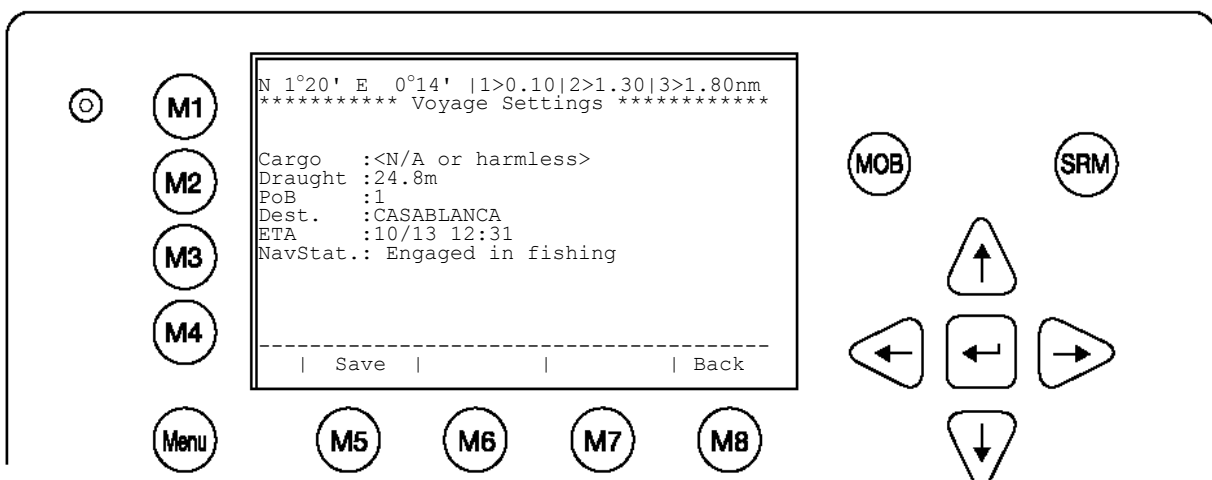 N 1°20' E 0°14' |1>0.10|2>1.30|3>1.80nm
*********** Voyage Settings ************
Cargo :<N/A or harmless>
Draught :24.8m
PoB :1
Dest. :CASABLANCA
ETA :10/13 12:31
NavStat.: Engaged in fishing
----------------------------------------
| Save | | | Back
M1
M2
M3
M4
Menu
M5
M6
M7
M8
MOB
SRM